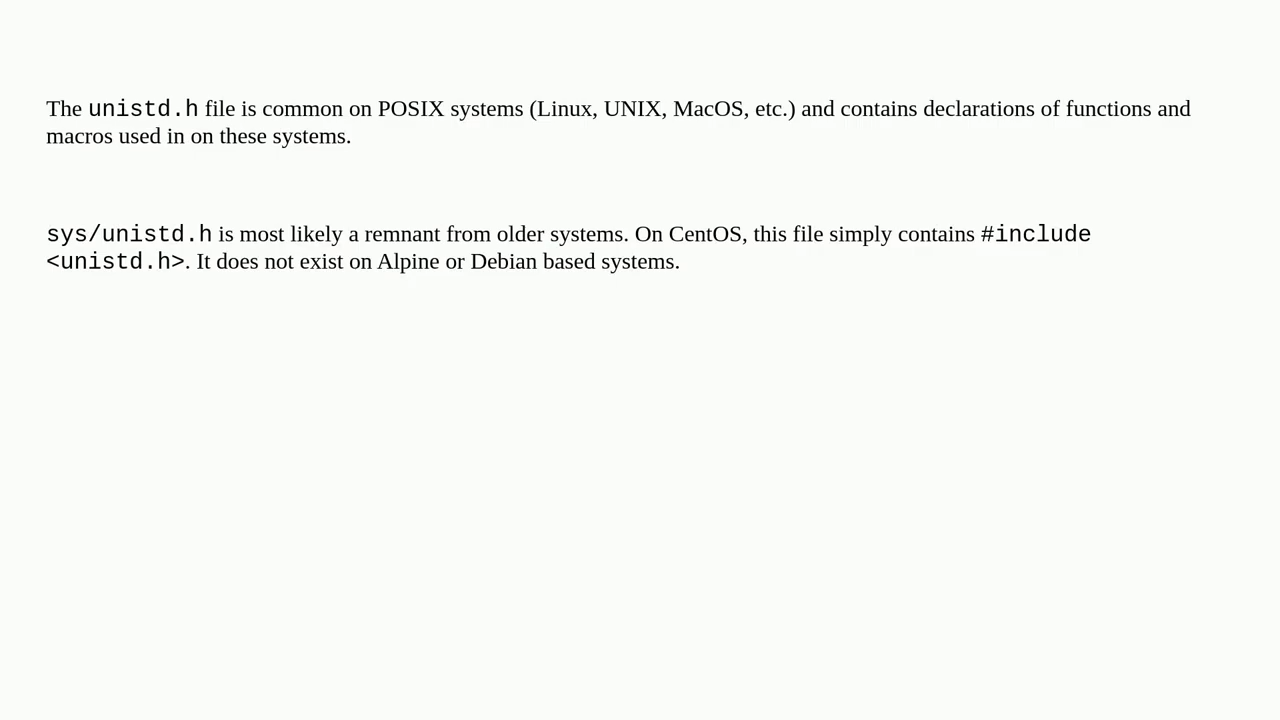 The unistd.h file is common on POSIX systems (Linux, UNIX, MacOS, etc.) and contains declarations of functions and
macros used in on these systems.
sys/unistd.h is most likely a remnant from older systems. On CentOS, this file simply contains #include
<unistd.h>. It does not exist on Alpine or Debian based systems.